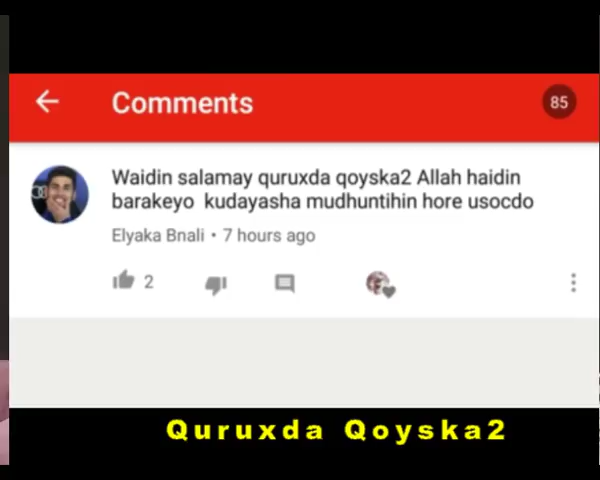 Comments
85
Waidin salamay quruxda qoyska2 Allah haidin
barakeyo kudayasha mudhuntihin hore usocdo
Elyaka Bnali • 7 hours ago
2
Quruxda Qoyska2